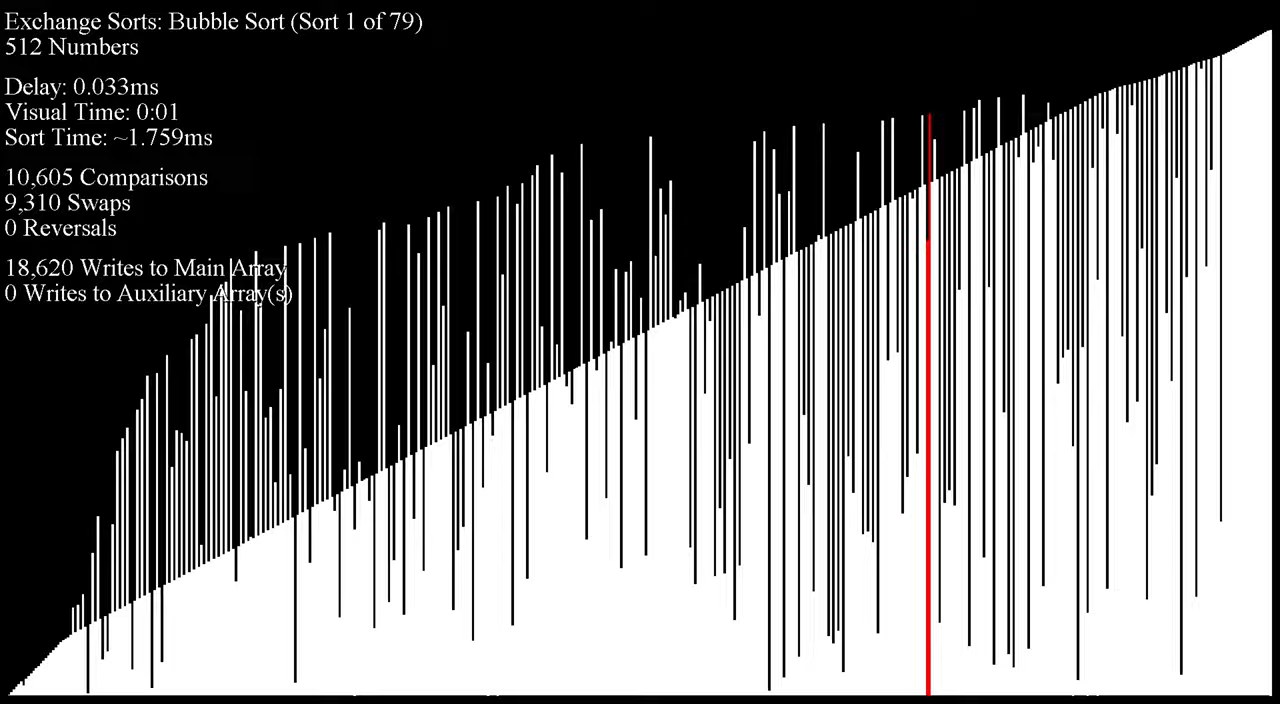 Exchange Sorts: Bubble Sort (Sort 1 of 79)
512 Numbers
Delay: 0.033ms
Visual Time: 0:01
Sort Time: ~1.759ms
10,605 Comparisons
9,310 Swaps
0 Reversals
18,620 Writes to Main Array
0 Writes to Auxiliary Array(s)